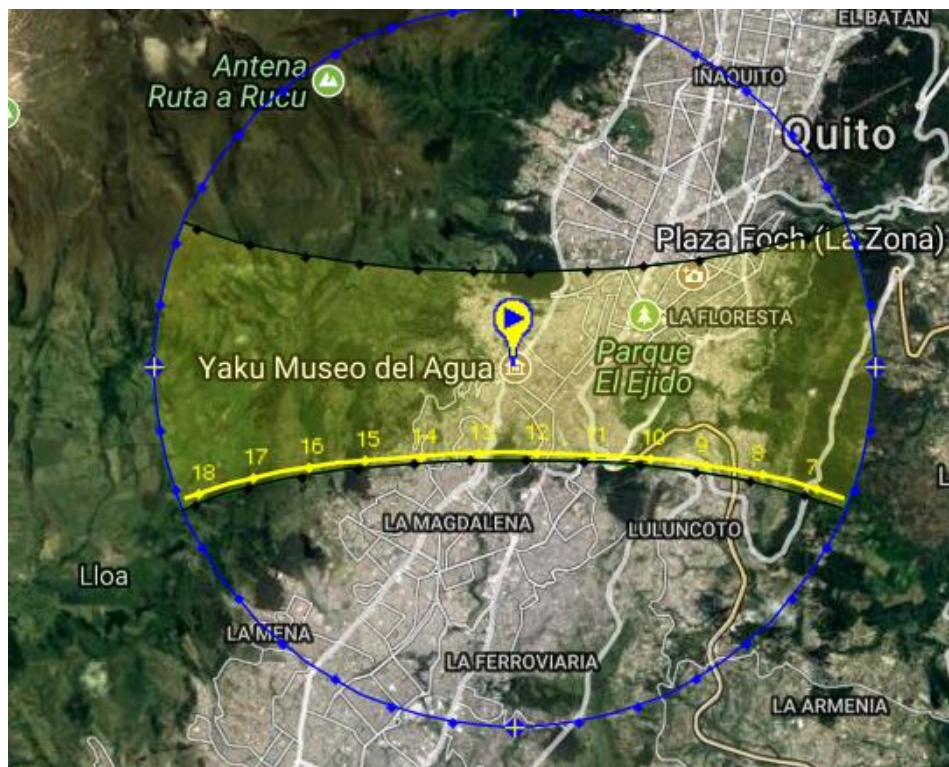 EL BATÁN
Antena
Ruta a Rucu
IÑAQUITO
Quito
Plaza Foch (La Zona)
LA FLORESTA
Parque
El Ejido
Yaku Museo del Agua
18
17
16
15
14
13
12
11
10
9
8
7
LA MAGDALENA
LULUNCOTO
Lloa
LA MENA
LA FERROVIARIA
LA ARMENIA